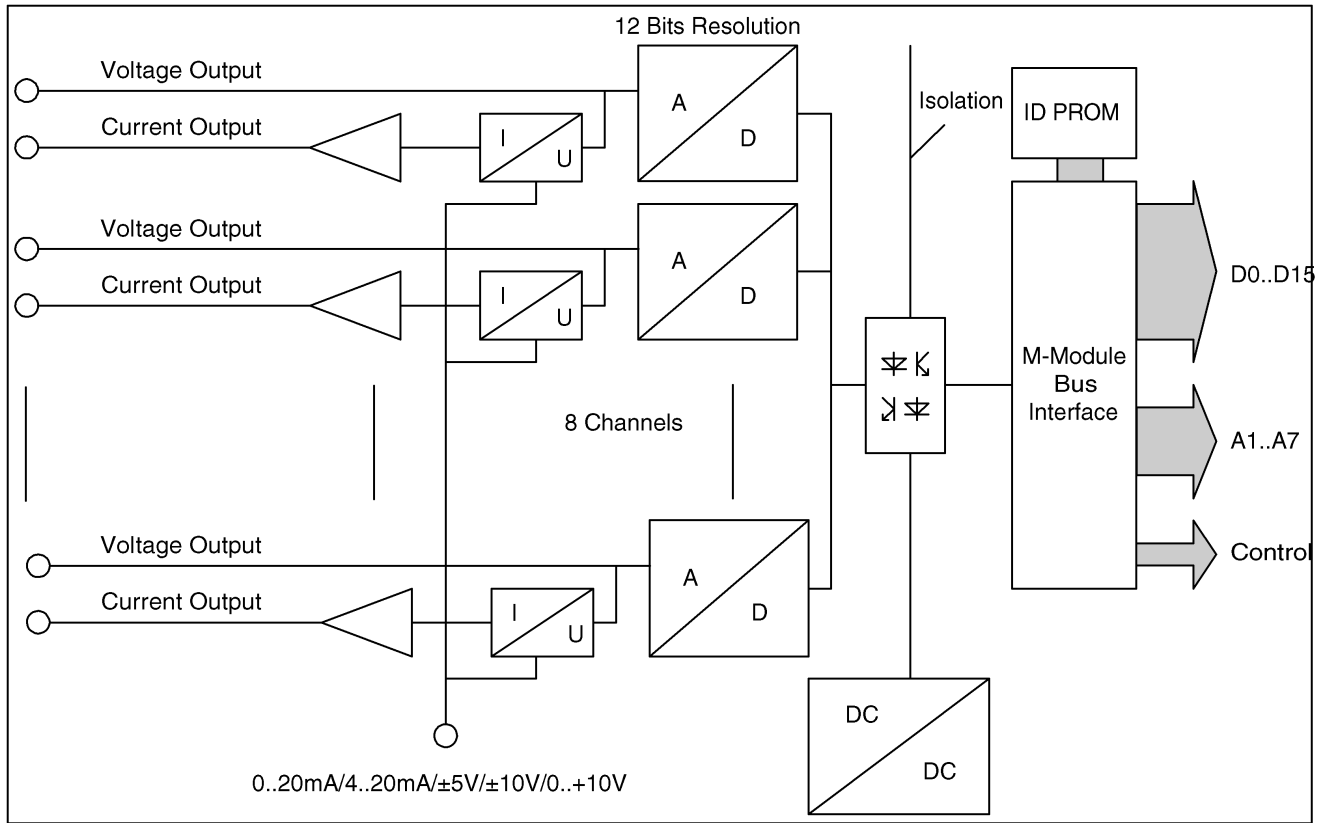 12 Bits Resolution
Voltage Output
Current Output
I
U
A
D
Isolation
ID PROM
Voltage Output
Current Output
I
U
A
D
D0..D15
M-Module
Bus
Interface
8 Channels
A1..A7
Voltage Output
Current Output
I
U
A
D
Control
DC
DC
0..20mA/4..20mA/±5V/±10V/0..+10V